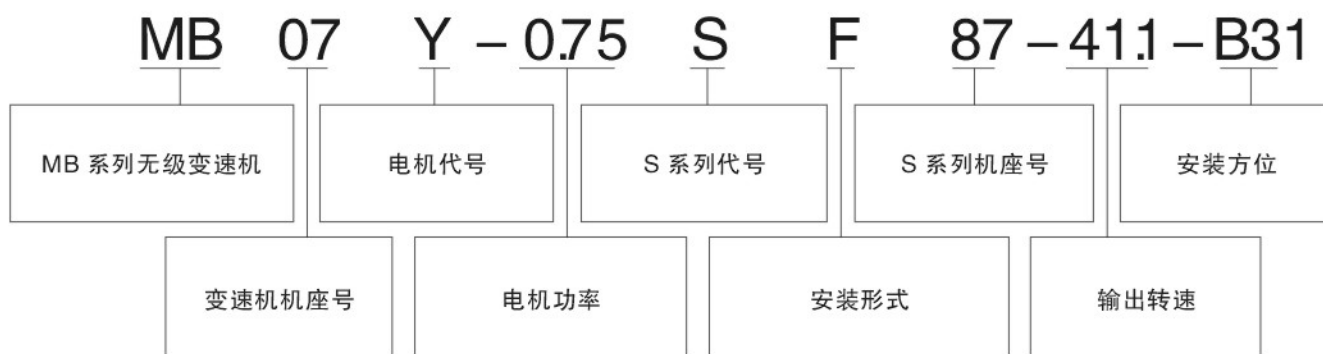 MB 07 Y - 0.75 S F 87 - 41.1 - B31
MB 系列无级变速机 电机代号 S 系列代号 S 系列机座号 安装方位
变速机机座号 电机功率 安装形式 输出转速